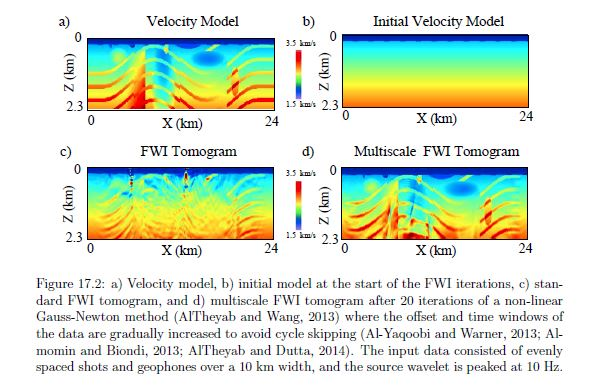 a) Velocity Model
0
Z (km)
2.3
0 X (km) 24
3.5 km/s
1.5 km/s
b) Initial Velocity Model
0
Z (km)
2.3
0 X (km) 24
c) FWI Tomogram
0
Z (km)
2.3
0 X (km) 24
3.5 km/s
1.5 km/s
d) Multiscale FWI Tomogram
0
Z (km)
2.3
0 X (km) 24
Figure 17.2: a) Velocity model, b) initial model at the start of the FWI iterations, c) stan-
dard FWI tomogram, and d) multiscale FWI tomogram after 20 iterations of a non-linear
Gauss-Newton method (AlTheyab and Wang, 2013) where the offset and time windows of
the data are gradually increased to avoid cycle skipping (Al-Yaqoobi and Warner, 2013; Al-
momin and Biondi, 2013; AlTheyab and Dutta, 2014). The input data consisted of evenly
spaced shots and geophones over a 10 km width, and the source wavelet is peaked at 10 Hz.